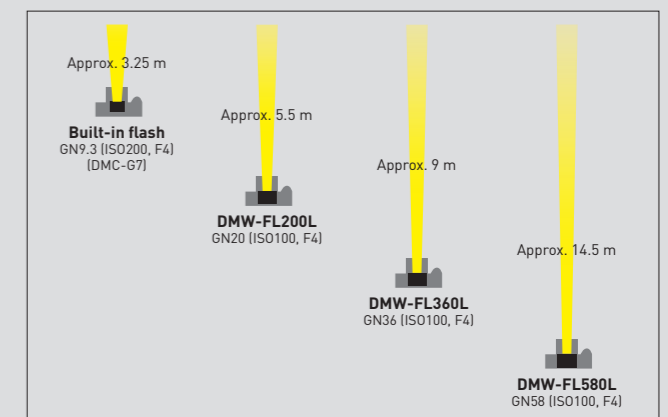 Approx. 3.25 m
Built-in flash
GN9.3 (ISO200, F4)
(DMC-G7)
Approx. 5.5 m
DMW-FL200L
GN20 (ISO100, F4)
Approx. 9 m
DMW-FL360L
GN36 (ISO100, F4)
Approx. 14.5 m
DMW-FL580L
GN58 (ISO100, F4)